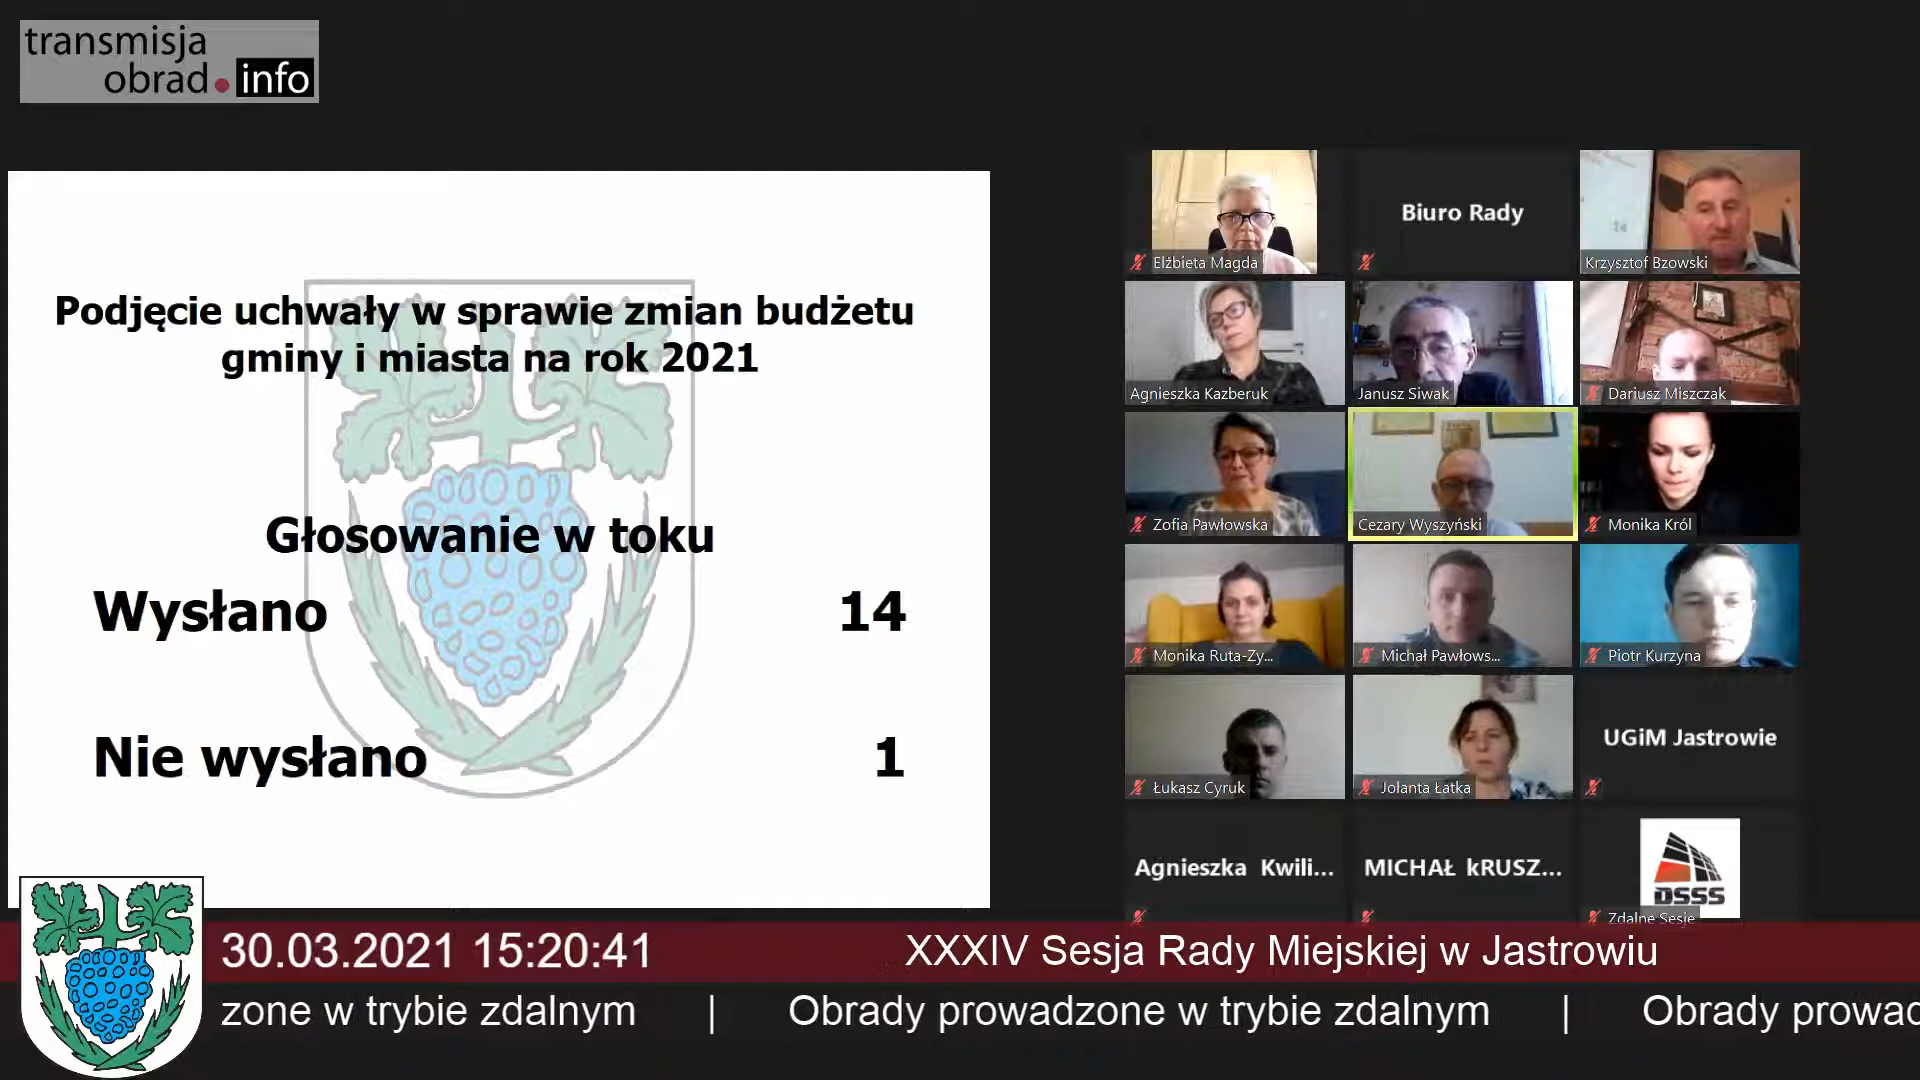 transmisja
obrad.info
Podjęcie uchwały w sprawie zmian budżetu
gminy i miasta na rok 2021
Głosowanie w toku
Wysłano 14
Nie wysłano 1
Elżbieta Magda
Biuro Rady
Krzysztof Bzowski
Agnieszka Kazberuk
Janusz Siwak
Dariusz Miszczak
Zofia Pawłowska
Cezary Wyszyński
Monika Król
Monika Ruta-Zy...
Michał Pawłows...
Piotr Kurzyna
Łukasz Cyruk
Jolanta Łatka
UGiM Jastrowie
Agnieszka Kwili...
MICHAŁ kRUSZ...
DSSS
Zdalne Sesje
30.03.2021 15:20:41
XXXIV Sesja Rady Miejskiej w Jastrowiu
zone w trybie zdalnym | Obrady prowadzone w trybie zdalnym | Obrady prowad